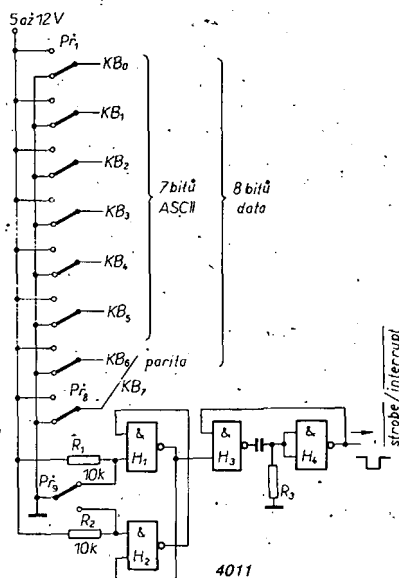 5 až 12 V
Př₁
KB₀
KB₁
KB₂
KB₃
KB₄
KB₅
KB₆
KB₇
7 bitů
ASCII
8 bitů
data
parita
Př₈
R₁
10k
Př₉
R₂
10k
&
H₁
&
H₂
&
H₃
&
H₄
R₃
strobe/interrupt
4011